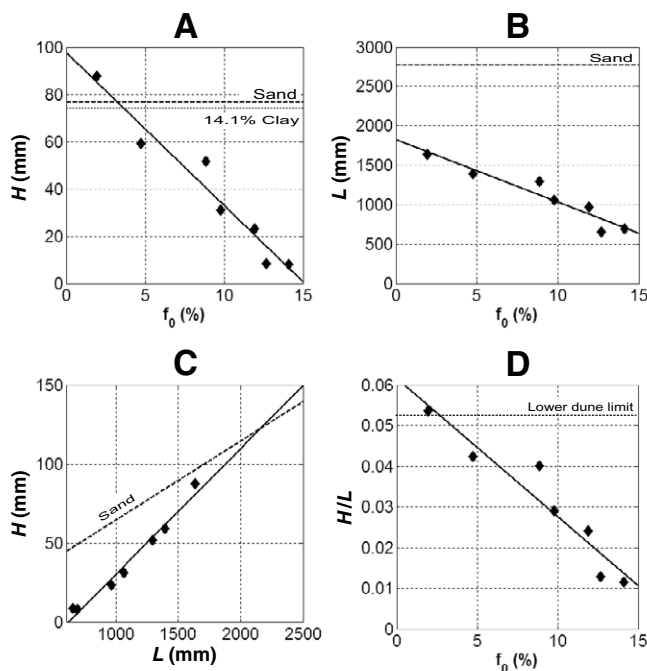 A
100
80
60
40
20
0
H (mm)
Sand
14.1% Clay
0 5 10 15
f0 (%)
B
3000
2500
2000
1500
1000
500
0
L (mm)
Sand
0 5 10 15
f0 (%)
C
150
100
50
0
H (mm)
Sand
1000 1500 2000 2500
L (mm)
D
0.06
0.05
0.04
0.03
0.02
0.01
0
H/L
Lower dune limit
0 5 10 15
f0 (%)